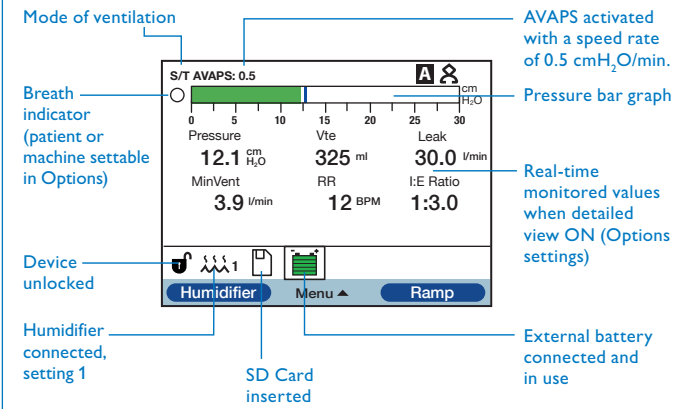 Mode of ventilation
AVAPS activated
with a speed rate
of 0.5 cmH₂O/min.
S/T AVAPS: 0.5
A
Breath
indicator
(patient or
machine settable
in Options)
cm
H₂O
Pressure bar graph
0 5 10 15 20 25 30
Pressure Vte Leak
12.1 cm H₂O 325 ml 30.0 l/min
MinVent RR I:E Ratio
3.9 l/min 12 BPM 1:3.0
Real-time
monitored values
when detailed
view ON (Options
settings)
Device
unlocked
1
Humidifier Menu ▲ Ramp
Humidifier
connected,
setting 1
SD Card
inserted
External battery
connected and
in use